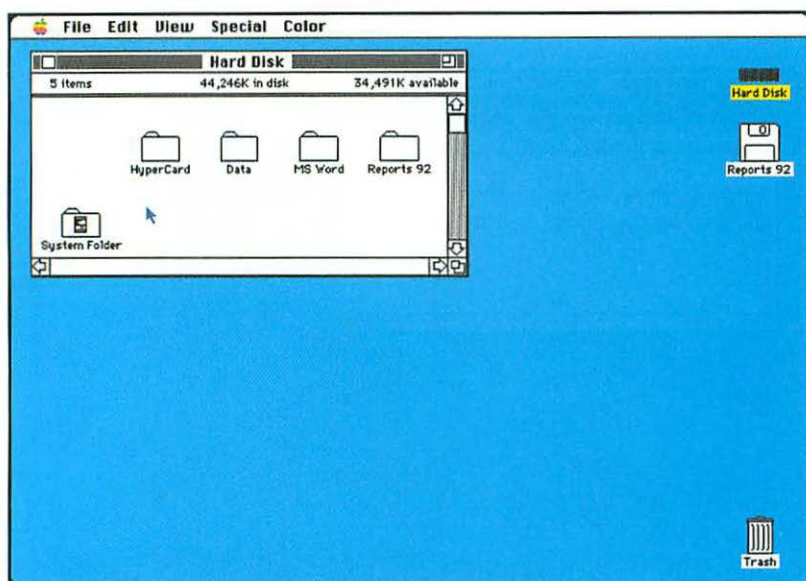 File Edit View Special Color
Hard Disk
5 items 44,246K in disk 34,491K available
HyperCard Data MS Word Reports 92
System Folder
Hard Disk
Reports 92
Trash